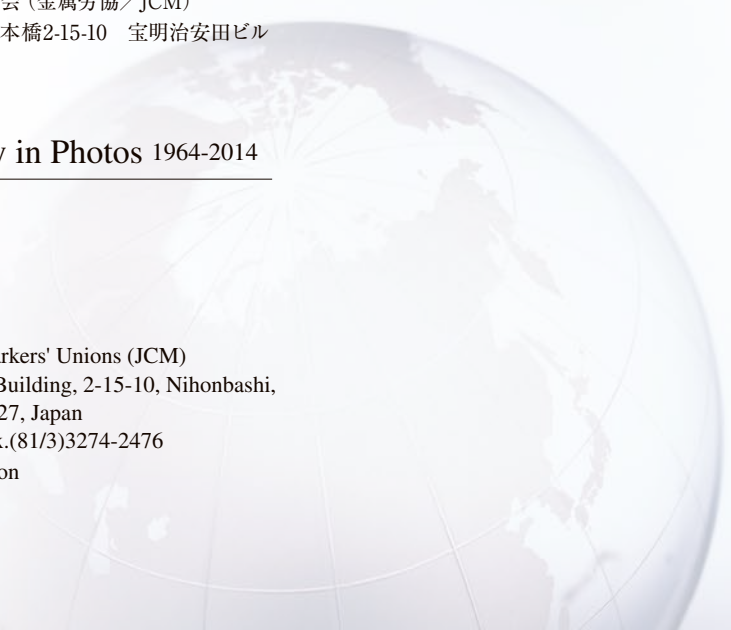 会（金属労協／JCM）
本橋2-15-10　宝明治安田ビル
y in Photos 1964-2014
rkers' Unions (JCM)
Building, 2-15-10, Nihonbashi,
27, Japan
x.(81/3)3274-2476
on